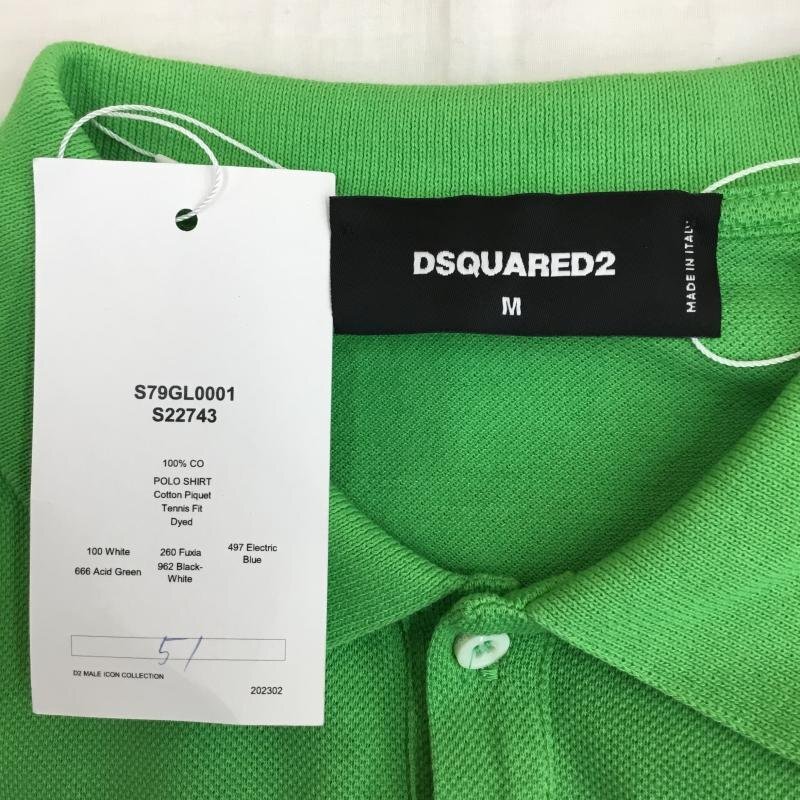 S79GL0001
S22743
100% CO
POLO SHIRT
Cotton Piquet
Tennis Fit
Dyed
100 White 260 Fuxia 497 Electric Blue
666 Acid Green 962 Black-White
51
D2 MALE ICON COLLECTION
202302
DSQUARED2
M
MADE IN ITALY